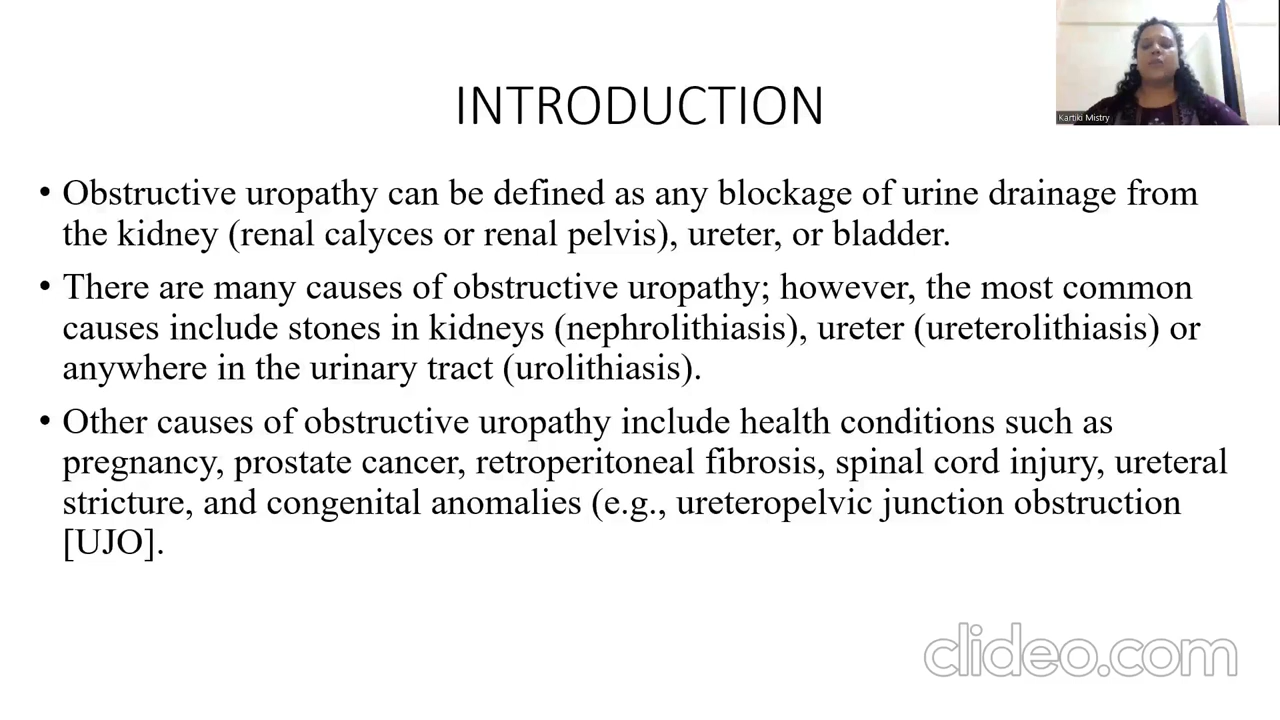 INTRODUCTION
Kartiki Mistry
• Obstructive uropathy can be defined as any blockage of urine drainage from
the kidney (renal calyces or renal pelvis), ureter, or bladder.
• There are many causes of obstructive uropathy; however, the most common
causes include stones in kidneys (nephrolithiasis), ureter (ureterolithiasis) or
anywhere in the urinary tract (urolithiasis).
• Other causes of obstructive uropathy include health conditions such as
pregnancy, prostate cancer, retroperitoneal fibrosis, spinal cord injury, ureteral
stricture, and congenital anomalies (e.g., ureteropelvic junction obstruction
[UJO].
clideo.com